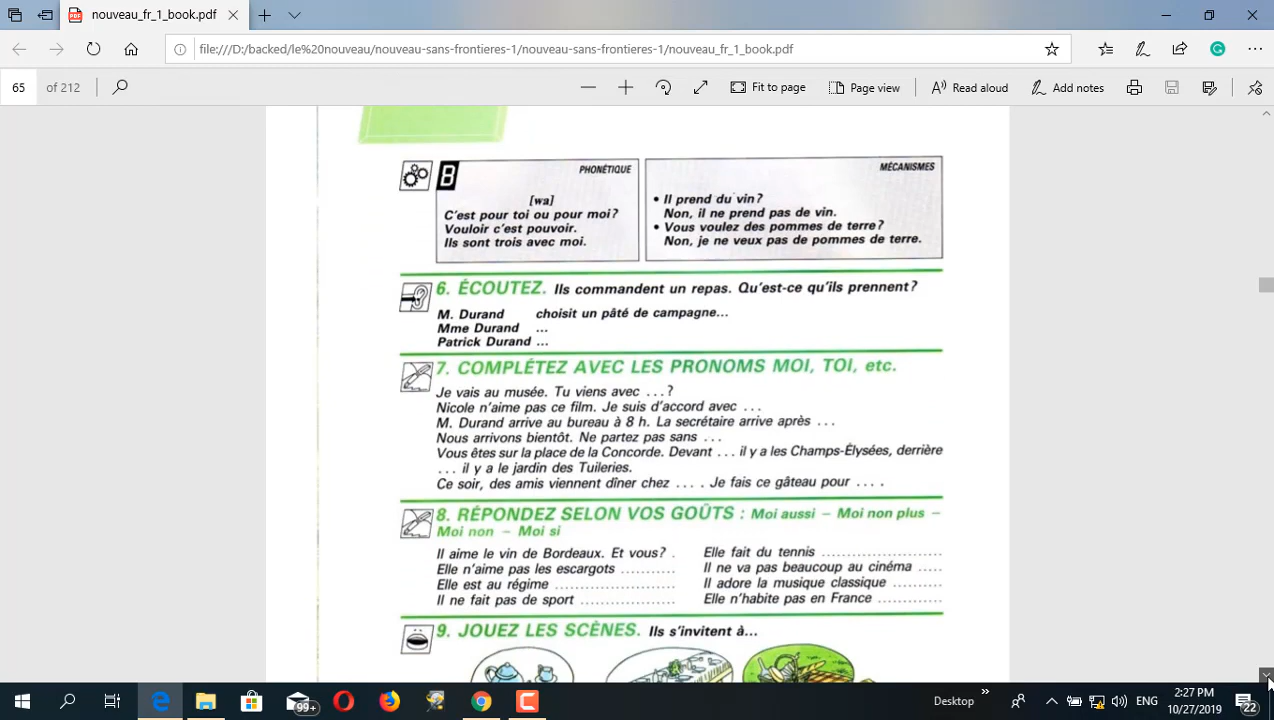 nouveau_fr_1_book.pdf
file:///D:/backed/le%20nouveau/nouveau-sans-frontieres-1/nouveau-sans-frontieres-1/nouveau_fr_1_book.pdf
65 of 212 Fit to page Page view Read aloud Add notes
8 PHONÉTIQUE
[wa]
C'est pour toi ou pour moi?
Vouloir c'est pouvoir.
Ils sont trois avec moi.
MÉCANISMES
• Il prend du vin?
Non, il ne prend pas de vin.
• Vous voulez des pommes de terre?
Non, je ne veux pas de pommes de terre.
6. ÉCOUTEZ. Ils commandent un repas. Qu'est-ce qu'ils prennent?
M. Durand choisit un pâté de campagne...
Mme Durand ...
Patrick Durand ...
7. COMPLÉTEZ AVEC LES PRONOMS MOI, TOI, etc.
Je vais au musée. Tu viens avec ...?
Nicole n'aime pas ce film. Je suis d'accord avec ...
M. Durand arrive au bureau à 8 h. La secrétaire arrive après ...
Nous arrivons bientôt. Ne partez pas sans ...
Vous êtes sur la place de la Concorde. Devant ... il y a les Champs-Élysées, derrière
... il y a le jardin des Tuileries.
Ce soir, des amis viennent dîner chez .... Je fais ce gâteau pour ....
8. RÉPONDEZ SELON VOS GOÛTS : Moi aussi – Moi non plus –
Moi non – Moi si
Il aime le vin de Bordeaux. Et vous? .
Elle n'aime pas les escargots ...........
Elle est au régime ........................
Il ne fait pas de sport ...................
Elle fait du tennis ........................
Il ne va pas beaucoup au cinéma .....
Il adore la musique classique ..........
Elle n'habite pas en France .............
9. JOUEZ LES SCÈNES. Ils s'invitent à...
99+ Desktop » ENG 2:27 PM
10/27/2019 22